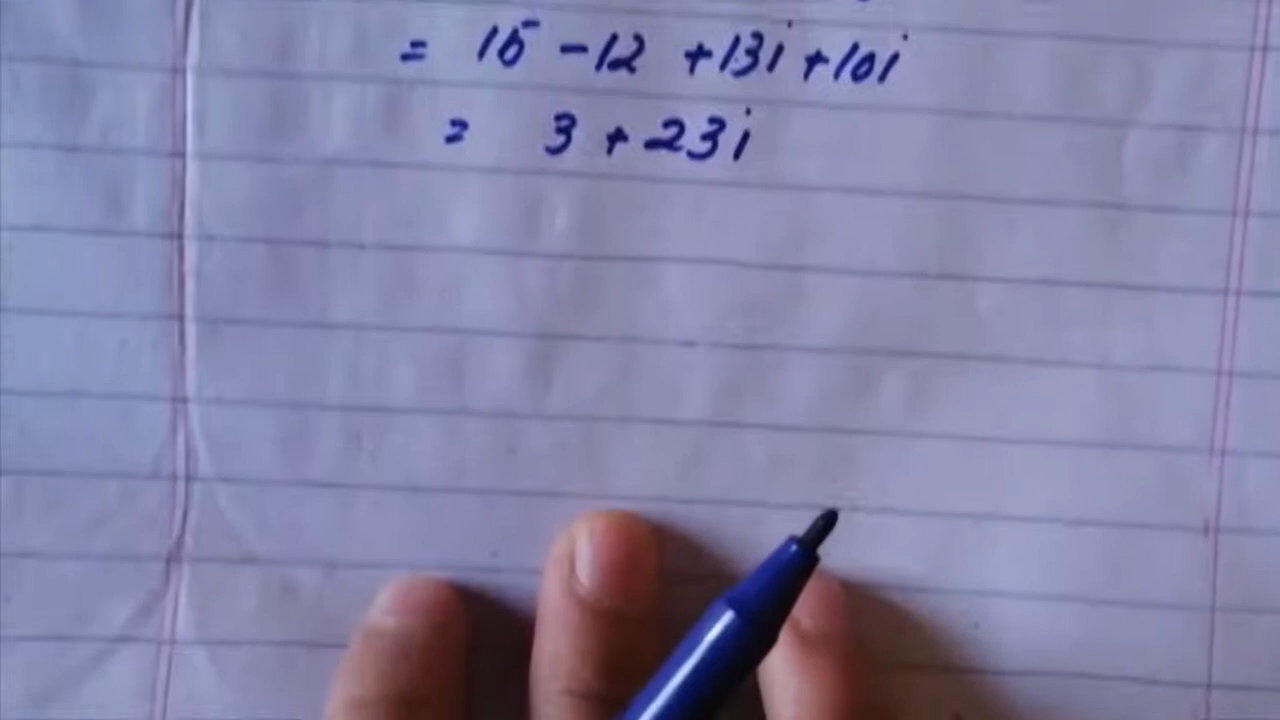 = 15 -12 +13i +10i
= 3 + 23i